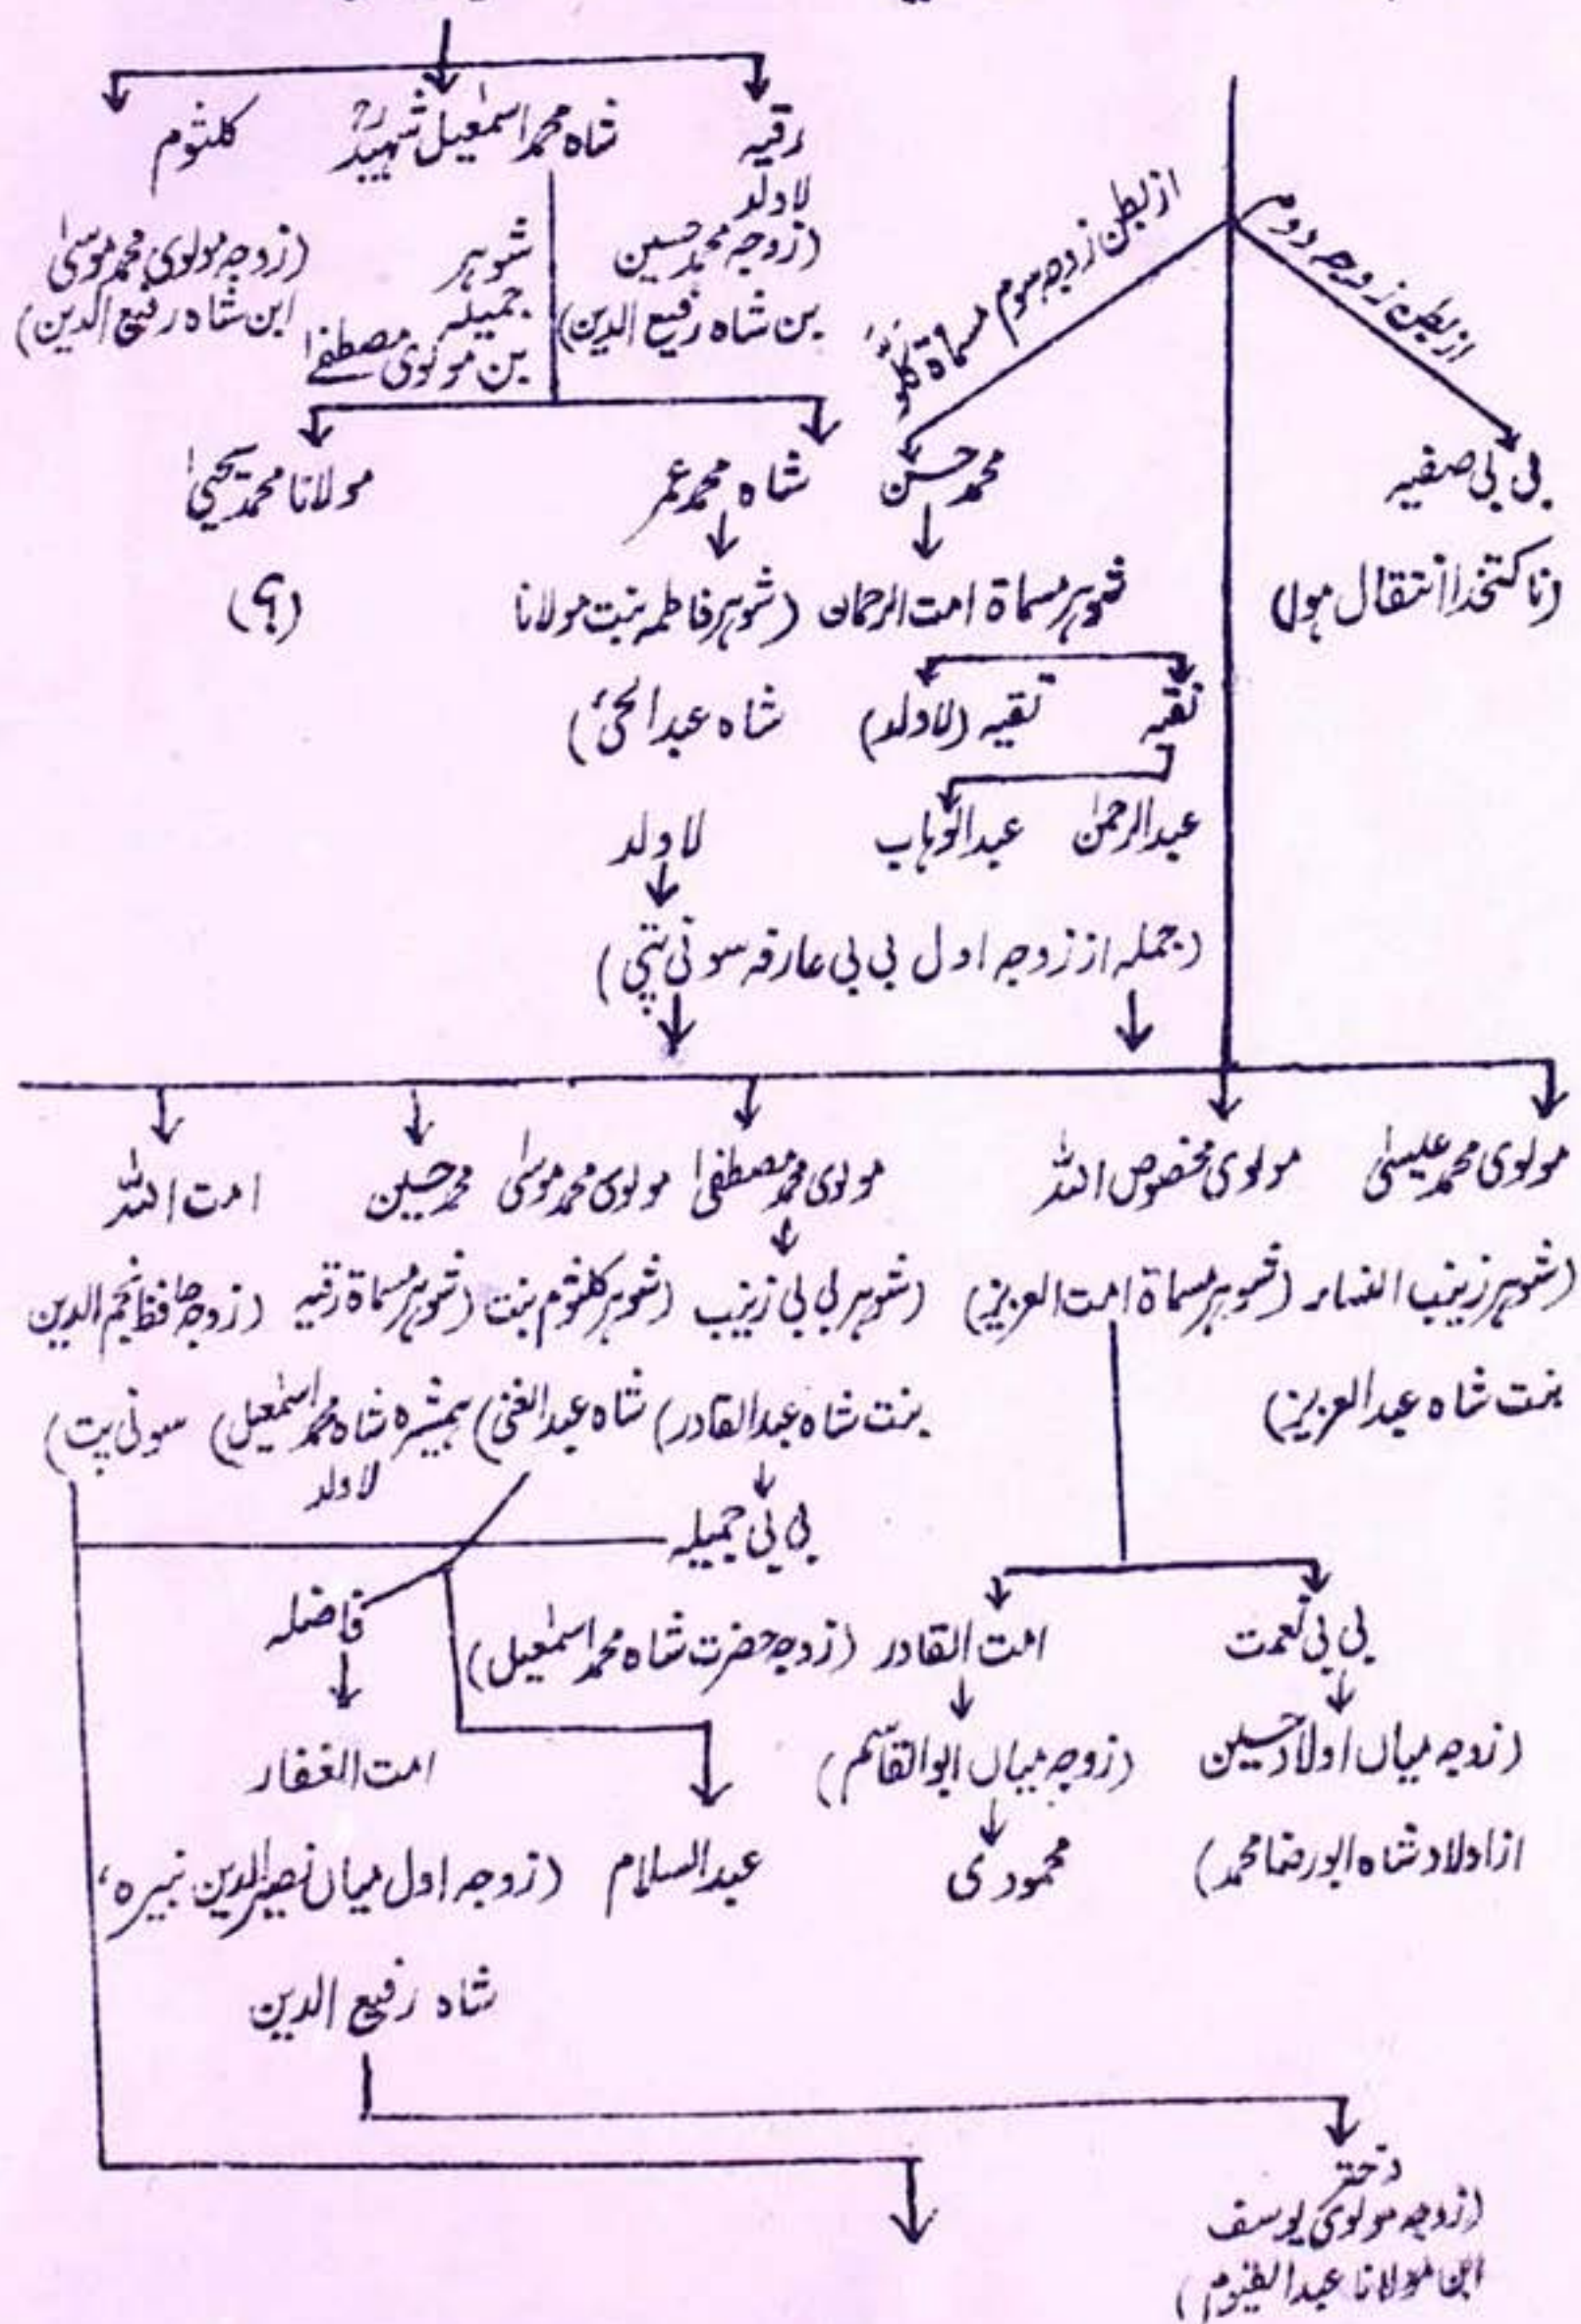 رقیہ شاہ محمد اسمٰعیل شہیدؒ کلثوم
لاولد
(زوجہ محمد حسین شوہر (زوجہ مولوی محمد موسیٰ
بن شاہ رفیع الدین) جمیلہ ابن شاہ رفیع الدین)
بن مولوی مصطفےٰ
از بطن زوجہ دوم
از بطن زوجہ سوم مسماۃ
بی بی صفیہ محمد حسن شاہ محمد عمر مولانا محمد یحییٰ
(ناکتخدا انتقال ہوا) شوہر مسماۃ امت الرحمان (شوہر فاطمہ بنت مولانا (؟)
نقیہ تقیہ (لاولد) شاہ عبدالحئ)
عبدالرحمٰن عبدالوہاب لاولد
(جملہ از زوجہ اول بی بی عارفہ سونی پتی)
مولوی محمد عیسیٰ مولوی مخصوص اللہ مولوی محمد مصطفیٰ مولوی محمد موسیٰ محمد حسین امت اللہ
(شوہر زینب النساء (شوہر مسماۃ امت العزیز) (شوہر بی بی زینب (شوہر کلثوم بنت (شوہر مسماۃ رقیہ (زوجہ حافظ نجم الدین
بنت شاہ عبدالعزیز) بنت شاہ عبدالقادر) شاہ عبدالغنی) ہمشیرہ شاہ محمد اسمٰعیل) سونی پت)
لاولد
بی بی جمیلہ
بی بی نعمت امت القادر (زوجہ حضرت شاہ محمد اسمٰعیل) فاضلہ
(زوجہ میاں اولاد حسین (زوجہ میاں ابوالقاسم) امت الغفار
از اولاد شاہ ابو رضا محمد) محمودی عبدالسلام (زوجہ اول میاں نصیر الدین نبیرہ،
شاہ رفیع الدین
دختر
(زوجہ مولوی یوسف
ابن مولانا عبدالقیوم)